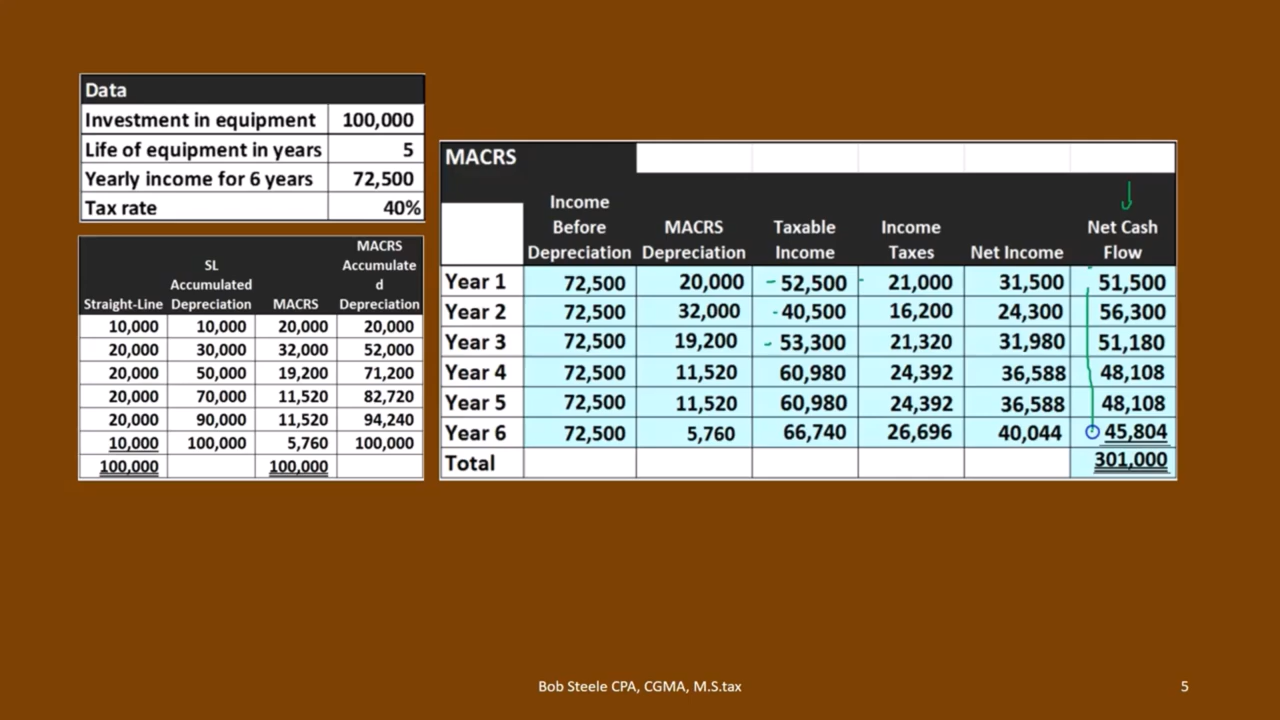 Data
Investment in equipment 100,000
Life of equipment in years 5
Yearly income for 6 years 72,500
Tax rate 40%
MACRS
SL Accumulate
Accumulated d
Straight-Line Depreciation MACRS Depreciation
10,000 10,000 20,000 20,000
20,000 30,000 32,000 52,000
20,000 50,000 19,200 71,200
20,000 70,000 11,520 82,720
20,000 90,000 11,520 94,240
10,000 100,000 5,760 100,000
100,000 100,000
MACRS
Income
Before MACRS Taxable Income Net Cash
Depreciation Depreciation Income Taxes Net Income Flow
Year 1 72,500 20,000 52,500 21,000 31,500 51,500
Year 2 72,500 32,000 40,500 16,200 24,300 56,300
Year 3 72,500 19,200 53,300 21,320 31,980 51,180
Year 4 72,500 11,520 60,980 24,392 36,588 48,108
Year 5 72,500 11,520 60,980 24,392 36,588 48,108
Year 6 72,500 5,760 66,740 26,696 40,044 45,804
Total 301,000
Bob Steele CPA, CGMA, M.S.tax
5